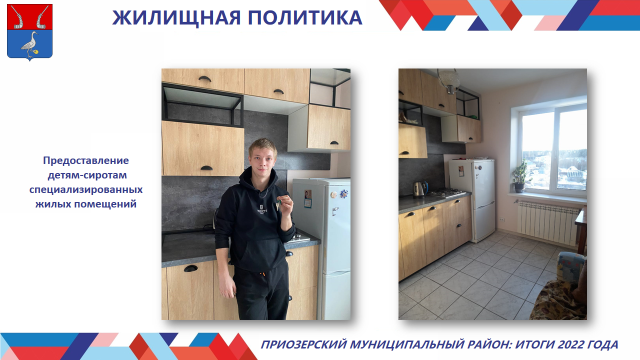 ЖИЛИЩНАЯ ПОЛИТИКА
Предоставление
детям-сиротам
специализированных
жилых помещений
ПРИОЗЕРСКИЙ МУНИЦИПАЛЬНЫЙ РАЙОН: ИТОГИ 2022 ГОДА